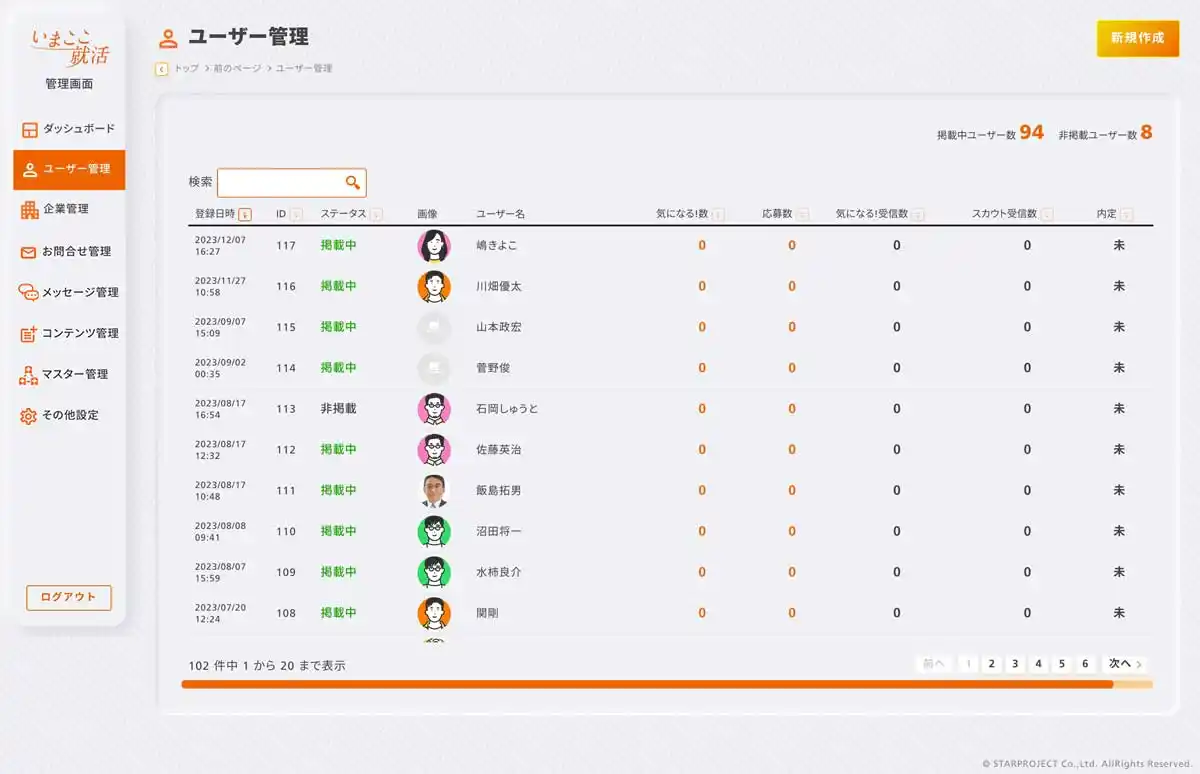 いまここ
就活
管理画面
ダッシュボード
ユーザー管理
企業管理
お問合せ管理
メッセージ管理
コンテンツ管理
マスター管理
その他設定
ログアウト
ユーザー管理
トップ > 前のページ > ユーザー管理
新規作成
掲載中ユーザー数 94 非掲載ユーザー数 8
検索
登録日時 ID ステータス 画像 ユーザー名 気になる!数 応募数 気になる!受信数 スカウト受信数 内定
2023/12/07
16:27
117 掲載中 嶋きよこ 0 0 0 0 未
2023/11/27
10:58
116 掲載中 川畑優太 0 0 0 0 未
2023/09/07
15:09
115 掲載中 山本政宏 0 0 0 0 未
2023/09/02
00:35
114 掲載中 菅野俊 0 0 0 0 未
2023/08/17
16:54
113 非掲載 石岡しゅうと 0 0 0 0 未
2023/08/17
12:32
112 掲載中 佐藤英治 0 0 0 0 未
2023/08/17
10:48
111 掲載中 飯島拓男 0 0 0 0 未
2023/08/08
09:41
110 掲載中 沼田将一 0 0 0 0 未
2023/08/07
15:59
109 掲載中 水柿良介 0 0 0 0 未
2023/07/20
12:24
108 掲載中 関剛 0 0 0 0 未
102 件中 1 から 20 まで表示
前へ 1 2 3 4 5 6 次へ >
© STARPROJECT Co.,Ltd. AllRights Reserved.